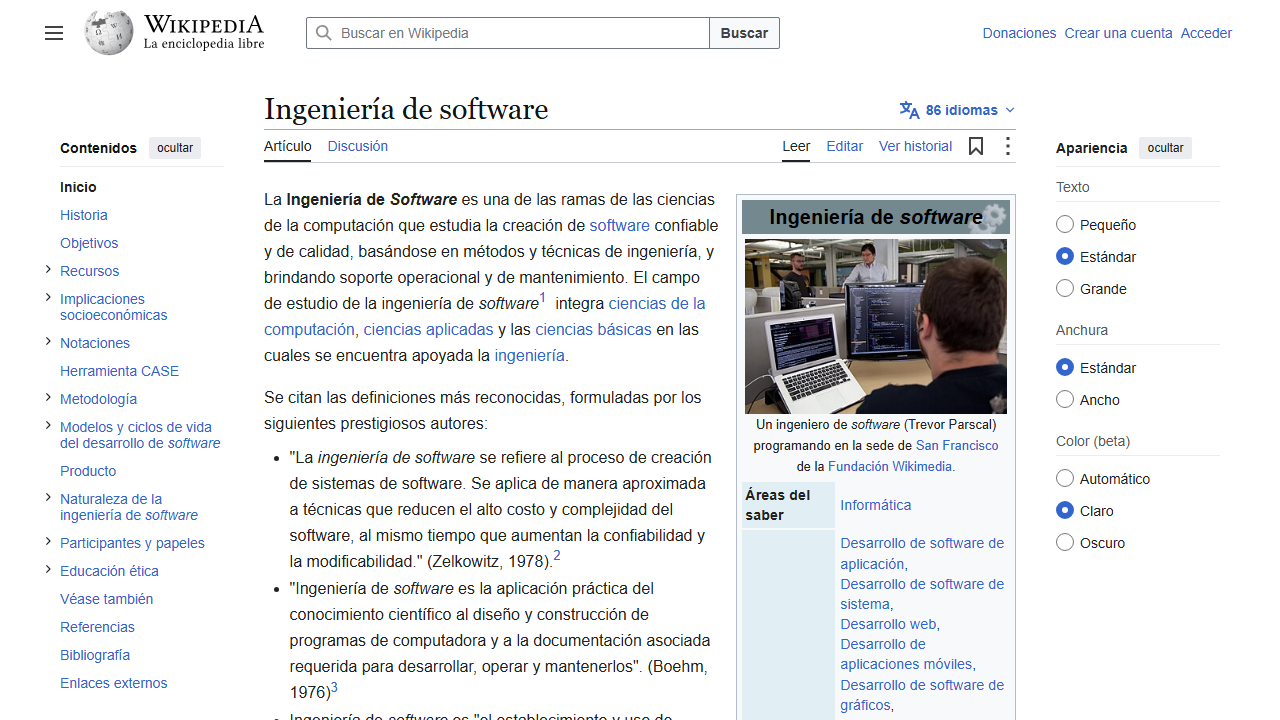 WIKIPEDIA
La enciclopedia libre
Buscar en Wikipedia
Buscar
Donaciones Crear una cuenta Acceder
Contenidos ocultar
Inicio
Historia
Objetivos
Recursos
Implicaciones
socioeconómicas
Notaciones
Herramienta CASE
Metodología
Modelos y ciclos de vida
del desarrollo de software
Producto
Naturaleza de la
ingeniería de software
Participantes y papeles
Educación ética
Véase también
Referencias
Bibliografía
Enlaces externos
Ingeniería de software
86 idiomas
Artículo Discusión
Leer Editar Ver historial
La Ingeniería de Software es una de las ramas de las ciencias
de la computación que estudia la creación de software confiable
y de calidad, basándose en métodos y técnicas de ingeniería, y
brindando soporte operacional y de mantenimiento. El campo
de estudio de la ingeniería de software1 integra ciencias de la
computación, ciencias aplicadas y las ciencias básicas en las
cuales se encuentra apoyada la ingeniería.
Se citan las definiciones más reconocidas, formuladas por los
siguientes prestigiosos autores:
"La ingeniería de software se refiere al proceso de creación
de sistemas de software. Se aplica de manera aproximada
a técnicas que reducen el alto costo y complejidad del
software, al mismo tiempo que aumentan la confiabilidad y
la modificabilidad." (Zelkowitz, 1978).2
"Ingeniería de software es la aplicación práctica del
conocimiento científico al diseño y construcción de
programas de computadora y a la documentación asociada
requerida para desarrollar, operar y mantenerlos". (Boehm,
1976)3
Ingeniería de software es "el establecimiento y uso de
Ingeniería de software
Un ingeniero de software (Trevor Parscal)
programando en la sede de San Francisco
de la Fundación Wikimedia.
Áreas del
saber
Informática
Desarrollo de software de
aplicación,
Desarrollo de software de
sistema,
Desarrollo web,
Desarrollo de
aplicaciones móviles,
Desarrollo de software de
gráficos,
Apariencia ocultar
Texto
Pequeño
Estándar
Grande
Anchura
Estándar
Ancho
Color (beta)
Automático
Claro
Oscuro